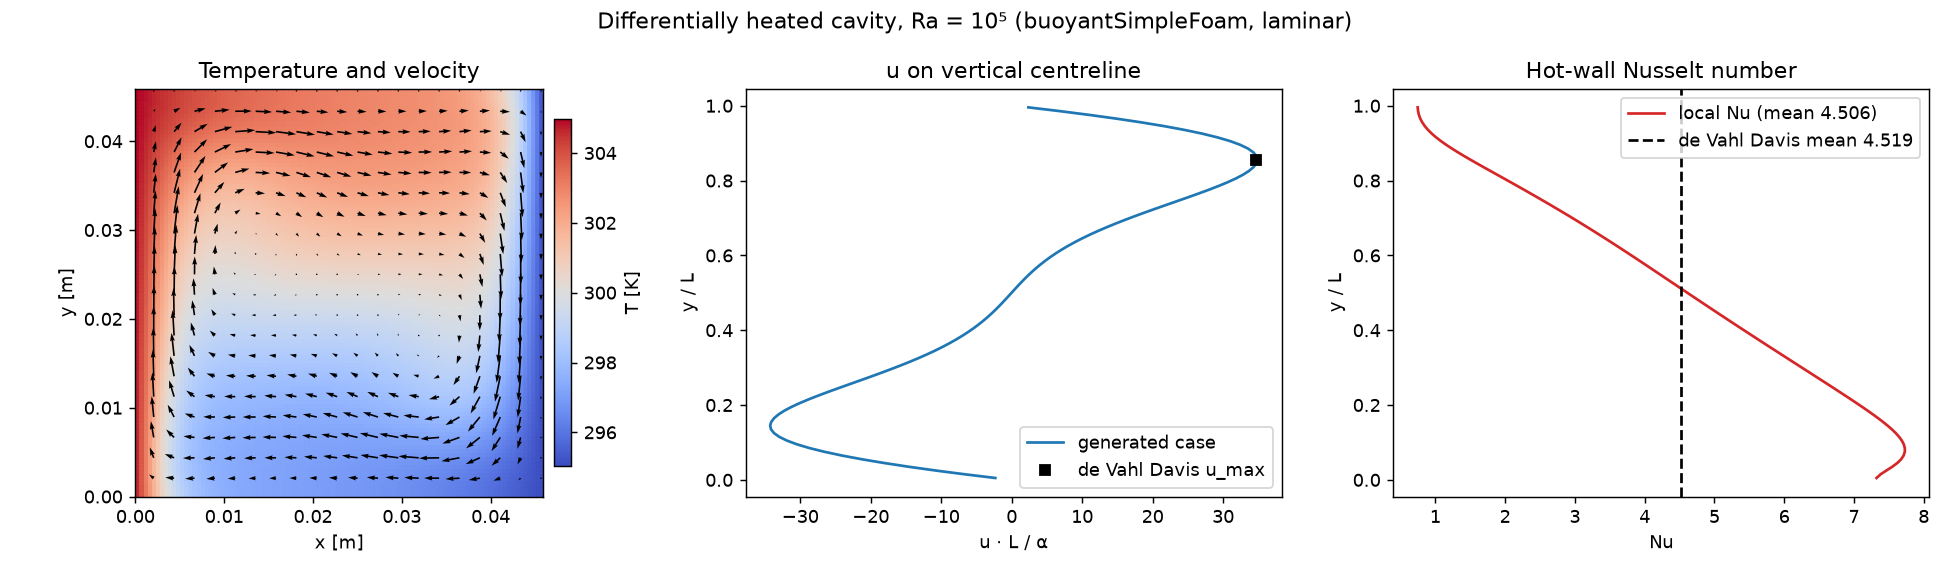 Differentially heated cavity, Ra = 10⁵ (buoyantSimpleFoam, laminar)
Temperature and velocity
0.04
0.03
0.02
0.01
0.00
y [m]
0.00 0.01 0.02 0.03 0.04
x [m]
304
302
300
298
296
T [K]
u on vertical centreline
1.0
0.8
0.6
0.4
0.2
0.0
y / L
−30 −20 −10 0 10 20 30
u · L / α
generated case
de Vahl Davis u_max
Hot-wall Nusselt number
local Nu (mean 4.506)
de Vahl Davis mean 4.519
1.0
0.8
0.6
0.4
0.2
0.0
y / L
1 2 3 4 5 6 7 8
Nu